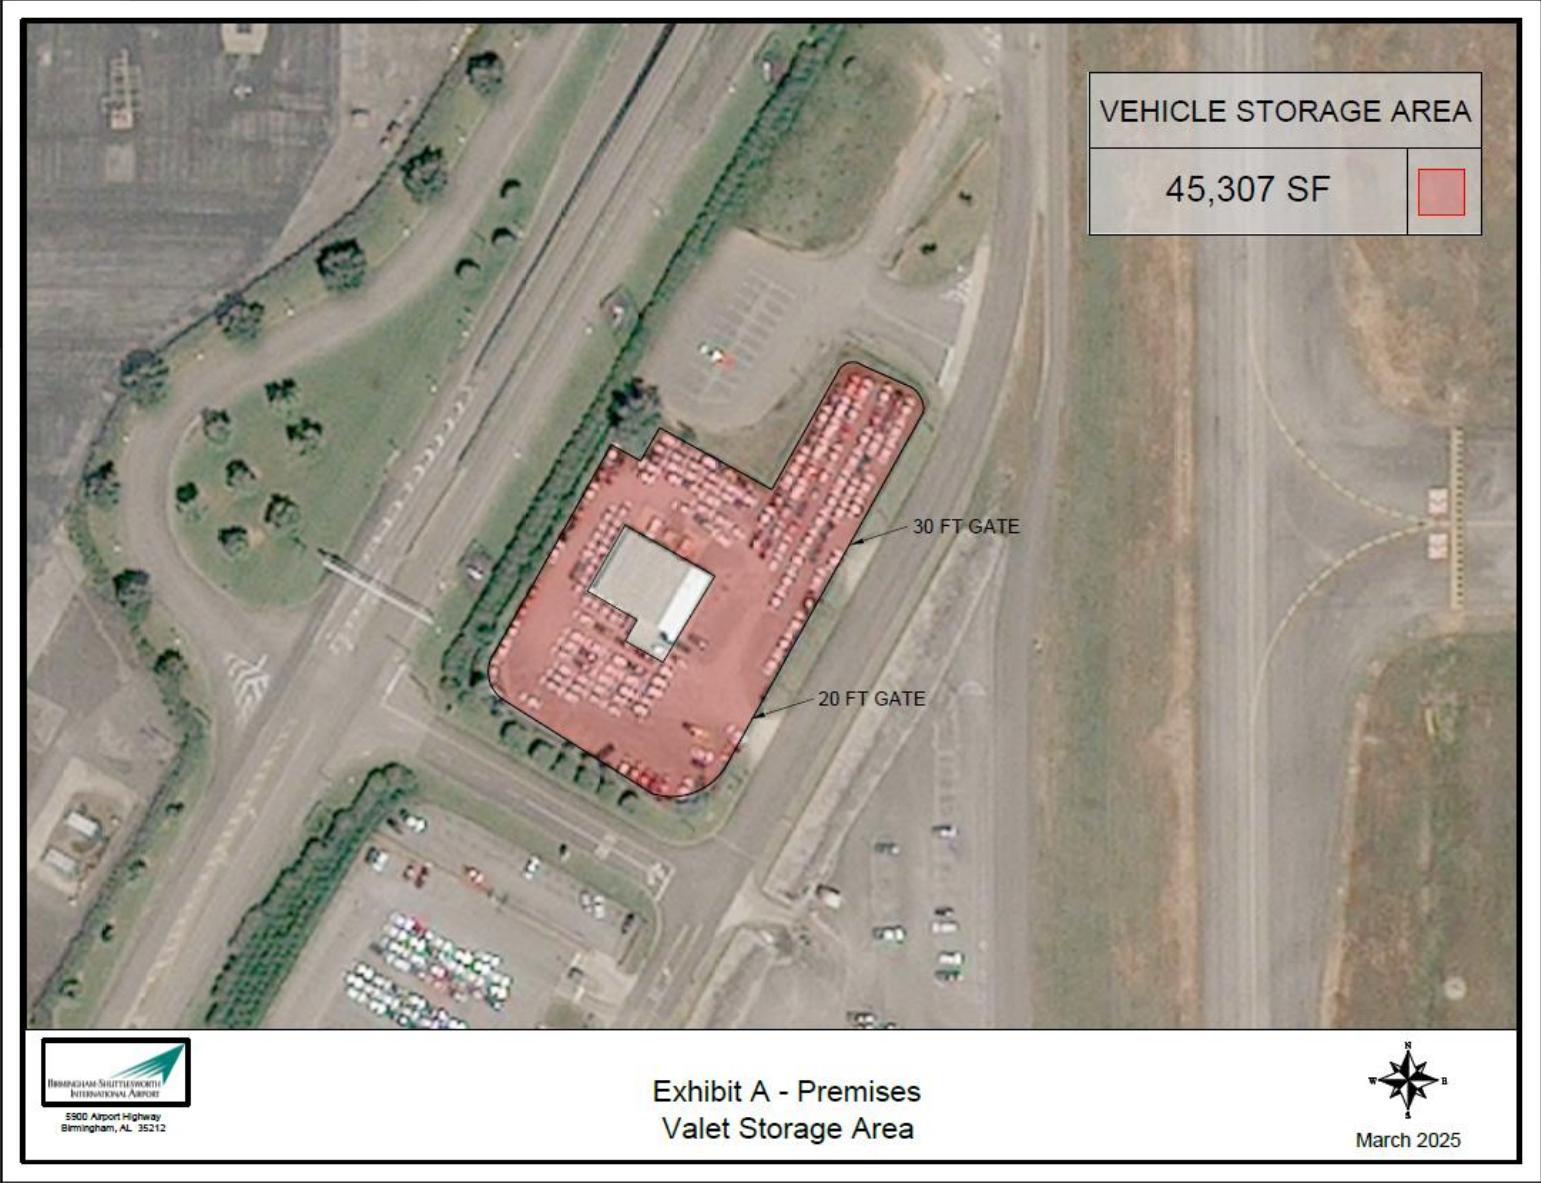 VEHICLE STORAGE AREA
45,307 SF
30 FT GATE
20 FT GATE
BIRMINGHAM-SHUTTLESWORTH
INTERNATIONAL AIRPORT
5900 Airport Highway
Birmingham, AL 35212
Exhibit A - Premises
Valet Storage Area
N
W E
S
March 2025